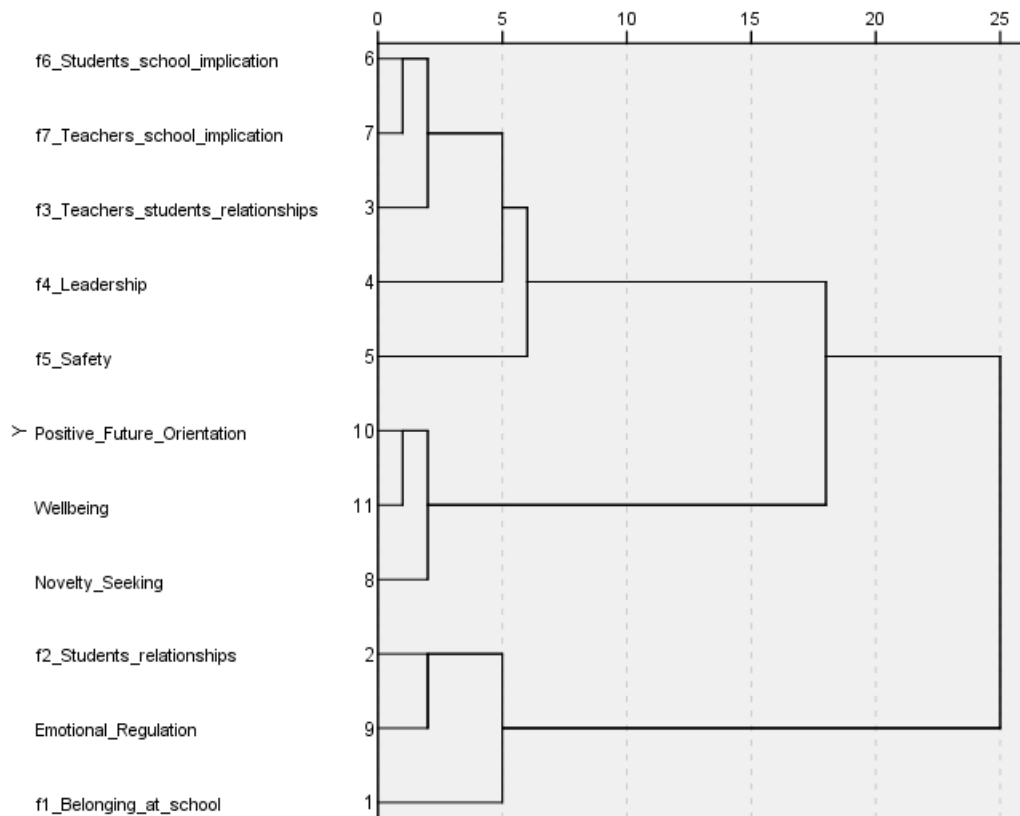 0 5 10 15 20 25
f6_Students_school_implication 6
f7_Teachers_school_implication 7
f3_Teachers_students_relationships 3
f4_Leadership 4
f5_Safety 5
Y Positive_Future_Orientation 10
Wellbeing 11
Novelty_Seeking 8
f2_Students_relationships 2
Emotional_Regulation 9
f1_Belonging_at_school 1